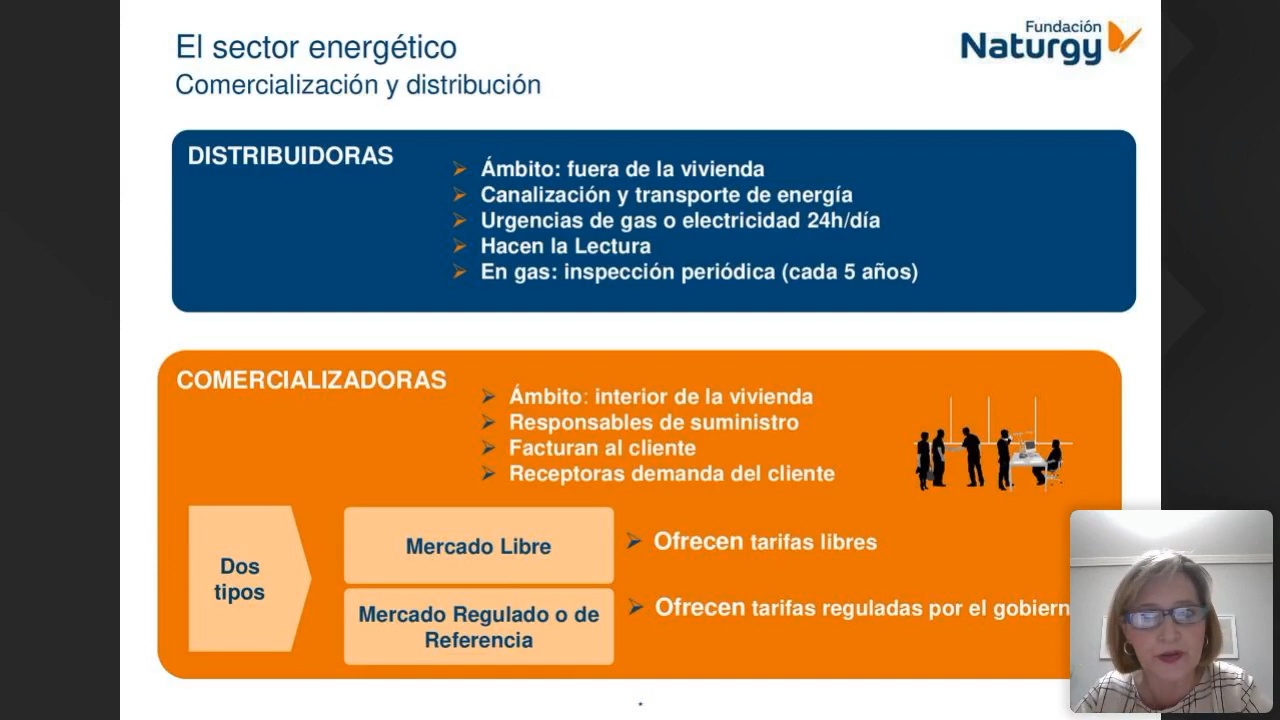 El sector energético
Comercialización y distribución
Fundación
Naturgy
DISTRIBUIDORAS
Ámbito: fuera de la vivienda
Canalización y transporte de energía
Urgencias de gas o electricidad 24h/día
Hacen la Lectura
En gas: inspección periódica (cada 5 años)
COMERCIALIZADORAS
Ámbito: interior de la vivienda
Responsables de suministro
Facturan al cliente
Receptoras demanda del cliente
Dos
tipos
Mercado Libre
Ofrecen tarifas libres
Mercado Regulado o de
Referencia
Ofrecen tarifas reguladas por el gobiern